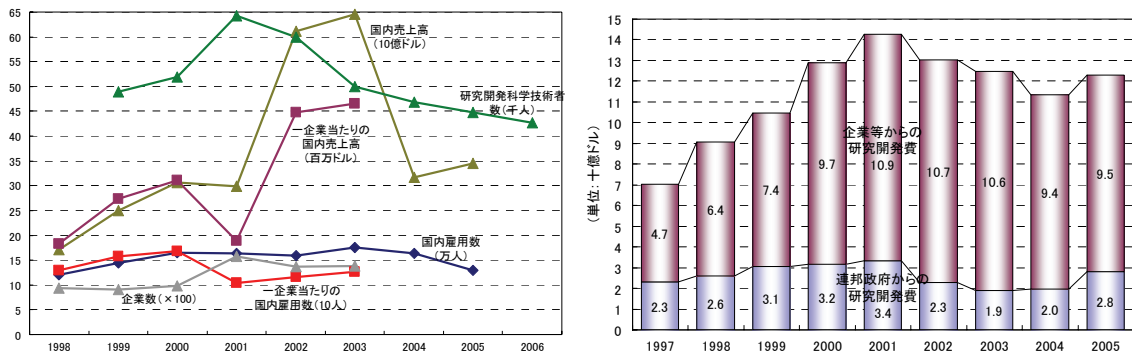 65
60
55
50
45
40
35
30
25
20
15
10
5
0
国内売上高
(10億ドル)
研究開発科学技術者
数(千人)
一企業当たりの
国内売上高
(百万ドル)
国内雇用数
(万人)
企業数(×100)
一企業当たりの
国内雇用数(10人)
1998 1999 2000 2001 2002 2003 2004 2005 2006
(単位:十億ドル)
15
14
13
12
11
10
9
8
7
6
5
4
3
2
1
0
企業等からの
研究開発費
4.7 6.4 7.4 9.7 10.9 10.7 10.6 9.4 9.5
連邦政府からの
研究開発費
2.3 2.6 3.1 3.2 3.4 2.3 1.9 2.0 2.8
1997 1998 1999 2000 2001 2002 2003 2004 2005